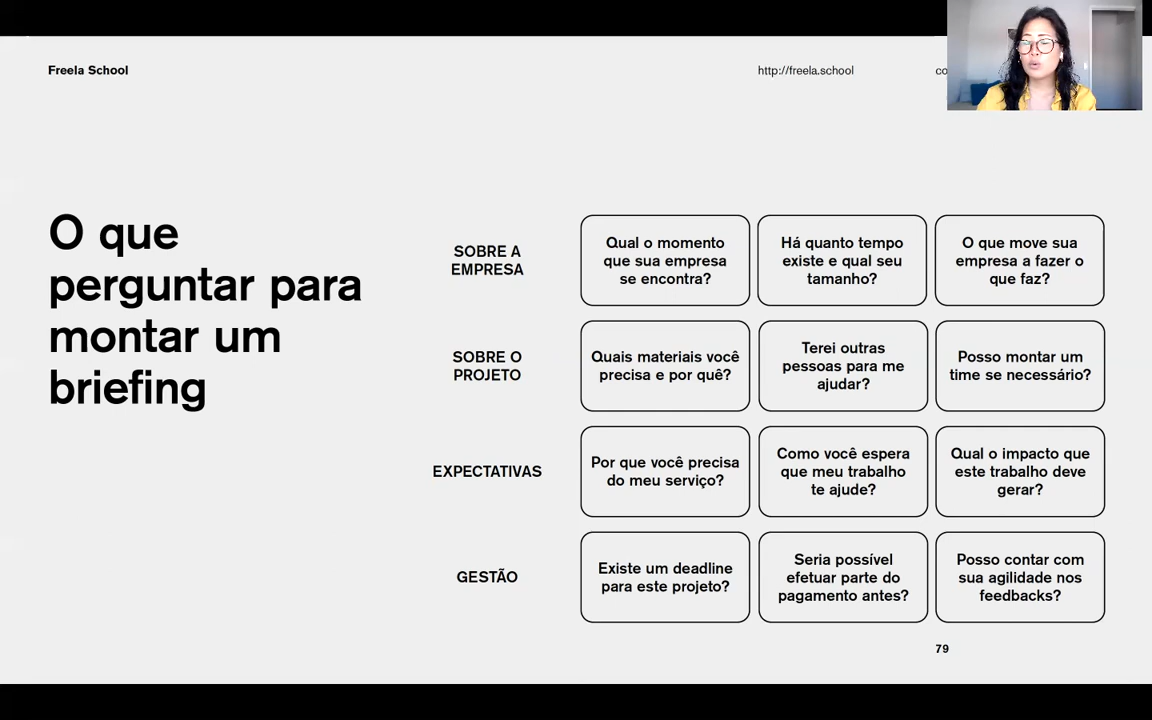 Freela School
http://freela.school
co
O que
perguntar para
montar um
briefing
SOBRE A
EMPRESA
Qual o momento
que sua empresa
se encontra?
Há quanto tempo
existe e qual seu
tamanho?
O que move sua
empresa a fazer o
que faz?
SOBRE O
PROJETO
Quais materiais você
precisa e por quê?
Terei outras
pessoas para me
ajudar?
Posso montar um
time se necessário?
EXPECTATIVAS
Por que você precisa
do meu serviço?
Como você espera
que meu trabalho
te ajude?
Qual o impacto que
este trabalho deve
gerar?
GESTÃO
Existe um deadline
para este projeto?
Seria possível
efetuar parte do
pagamento antes?
Posso contar com
sua agilidade nos
feedbacks?
79